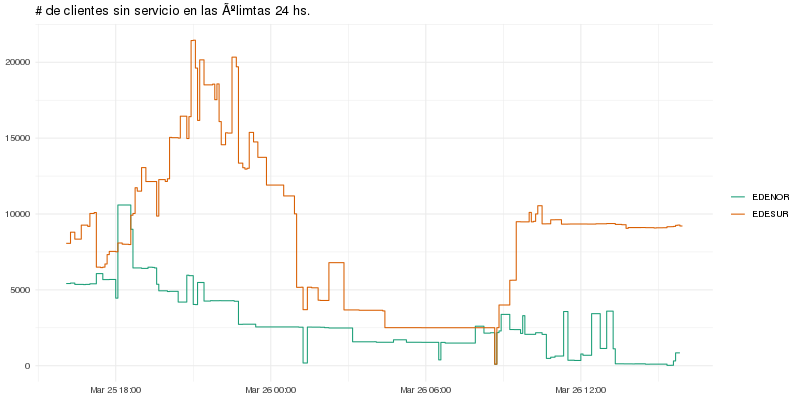 # de clientes sin servicio en las Ãºlimtas 24 hs.
20000
15000
10000
5000
0
Mar 25 18:00
Mar 26 00:00
Mar 26 06:00
Mar 26 12:00
EDENOR
EDESUR